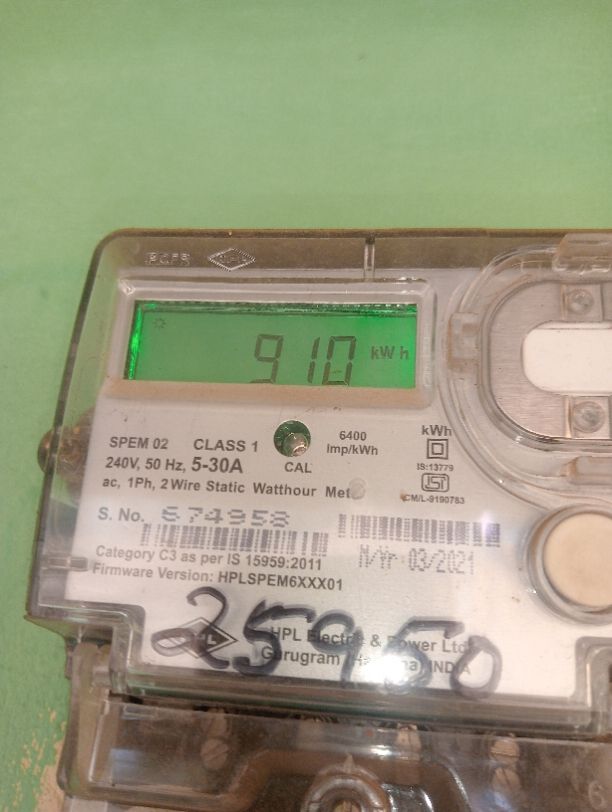 910 kWh
SPEM 02 CLASS 1
240V, 50 Hz, 5-30A
CAL
6400
Imp/kWh
kWh
IS:13779
ISI
CM/L-9190783
ac, 1Ph, 2 Wire Static Watthour
S. No. 674958
Category C3 as per IS 15959:2011
Firmware Version: HPLSPEM6XXX01
M/Yr 03/2021
HPL Electric & Power Ltd
Gurugram INDIA
25950